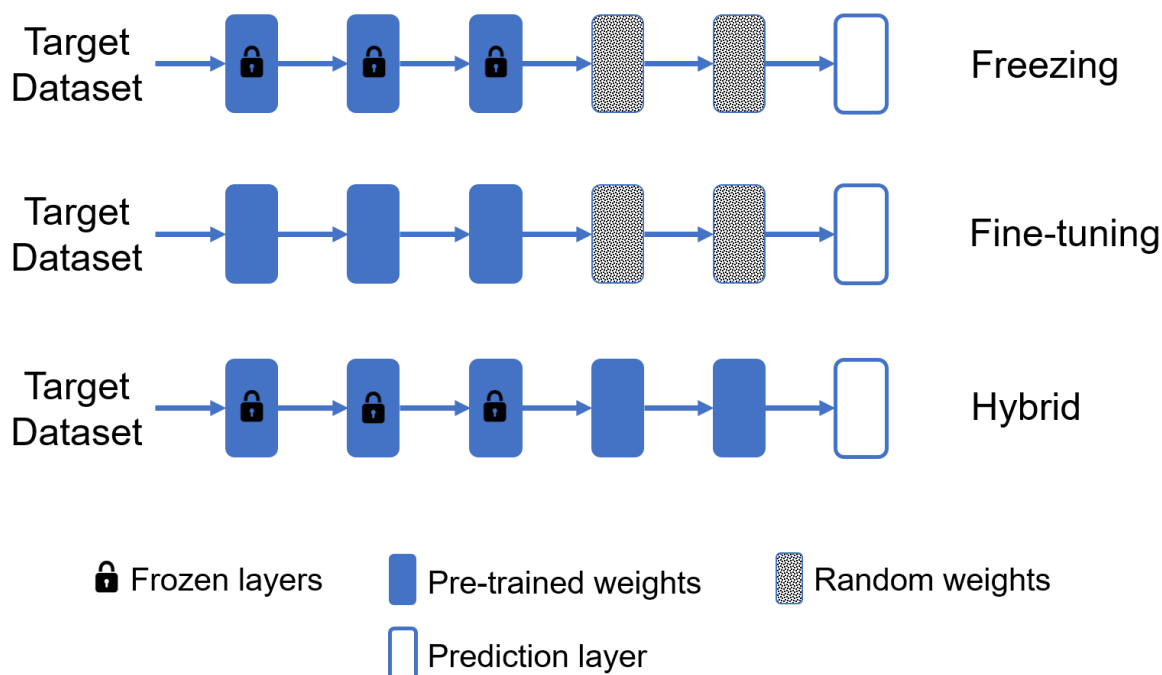 Target
Dataset
Freezing
Target
Dataset
Fine-tuning
Target
Dataset
Hybrid
Frozen layers
Pre-trained weights
Random weights
Prediction layer